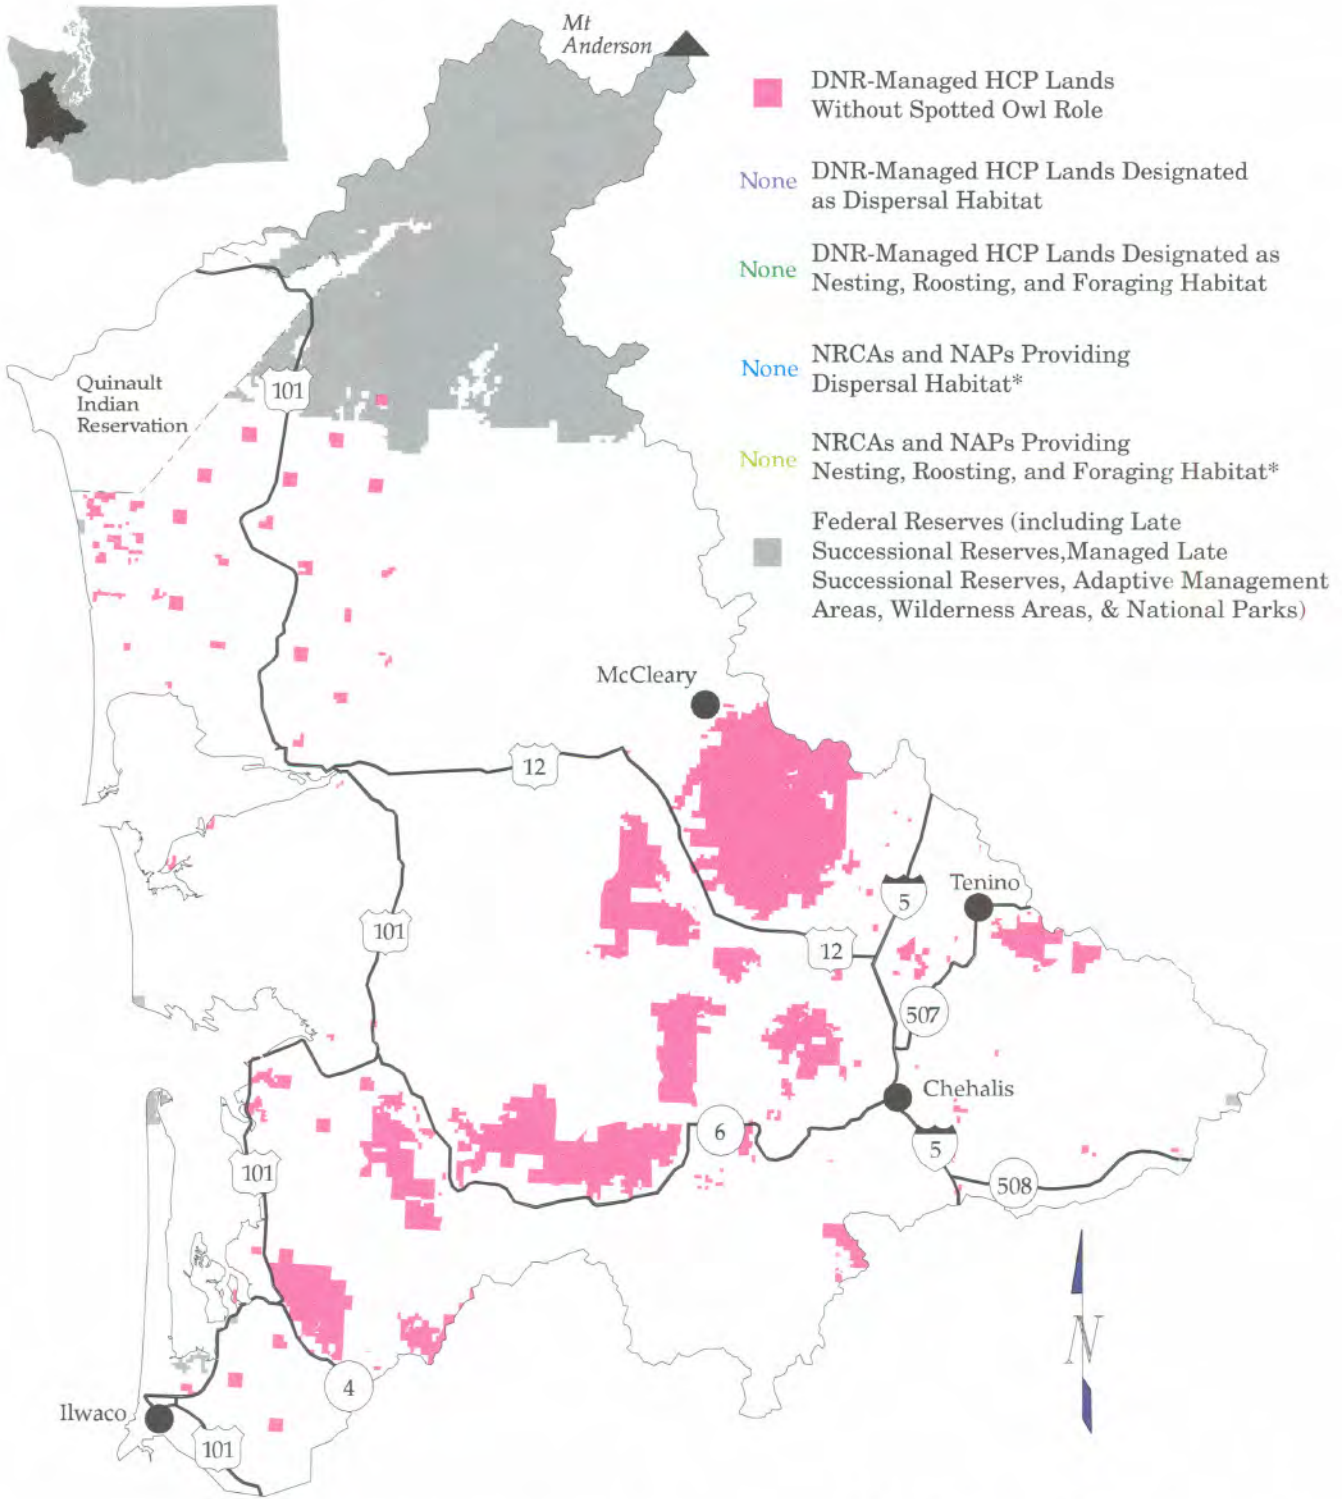 Mt
Anderson
DNR-Managed HCP Lands
Without Spotted Owl Role
None
DNR-Managed HCP Lands Designated
as Dispersal Habitat
None
DNR-Managed HCP Lands Designated as
Nesting, Roosting, and Foraging Habitat
None
NRCAs and NAPs Providing
Dispersal Habitat*
None
NRCAs and NAPs Providing
Nesting, Roosting, and Foraging Habitat*
Federal Reserves (including Late
Successional Reserves,Managed Late
Successional Reserves, Adaptive Management
Areas, Wilderness Areas, & National Parks)
Quinault
Indian
Reservation
101
McCleary
12
5
Tenino
101
12
507
Chehalis
6
5
101
508
N
4
Ilwaco
101